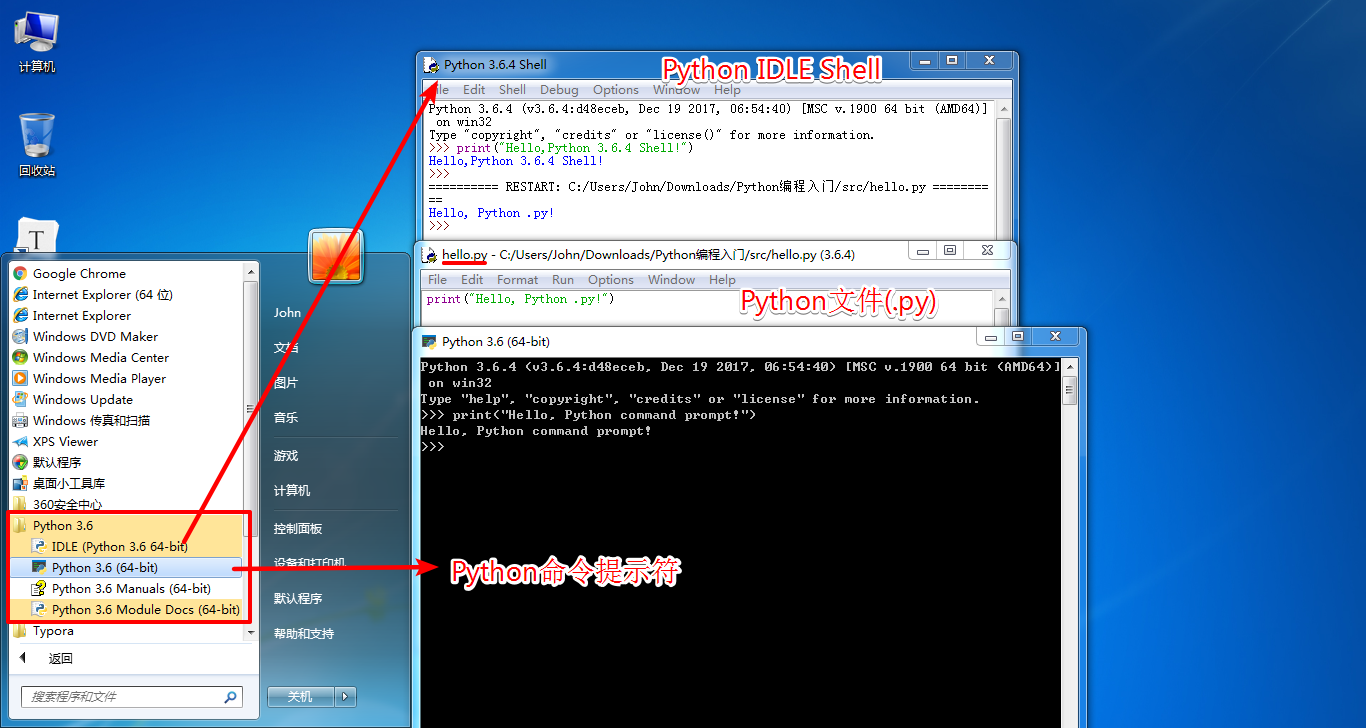 计算机
回收站
T
Google Chrome
Internet Explorer (64 位)
Internet Explorer
Windows DVD Maker
Windows Media Center
Windows Media Player
Windows Update
Windows 传真和扫描
XPS Viewer
默认程序
桌面小工具库
360安全中心
Python 3.6
IDLE (Python 3.6 64-bit)
Python 3.6 (64-bit)
Python 3.6 Manuals (64-bit)
Python 3.6 Module Docs (64-bit)
Typora
返回
搜索程序和文件
John
文档
图片
音乐
游戏
计算机
控制面板
设备和打印机
默认程序
帮助和支持
关机
Python 3.6.4 Shell
Python IDLE Shell
File Edit Shell Debug Options Window Help
Python 3.6.4 (v3.6.4:d48eceb, Dec 19 2017, 06:54:40) [MSC v.1900 64 bit (AMD64)]
on win32
Type "copyright", "credits" or "license()" for more information.
>>> print("Hello,Python 3.6.4 Shell!")
Hello,Python 3.6.4 Shell!
>>>
========== RESTART: C:/Users/John/Downloads/Python编程入门/src/hello.py ========
==
Hello, Python .py!
>>>
hello.py - C:/Users/John/Downloads/Python编程入门/src/hello.py (3.6.4)
File Edit Format Run Options Window Help
print("Hello, Python .py!")
Python文件(.py)
Python 3.6 (64-bit)
Python 3.6.4 (v3.6.4:d48eceb, Dec 19 2017, 06:54:40) [MSC v.1900 64 bit (AMD64)]
on win32
Type "help", "copyright", "credits" or "license" for more information.
>>> print("Hello, Python command prompt!")
Hello, Python command prompt!
>>>
Python命令提示符